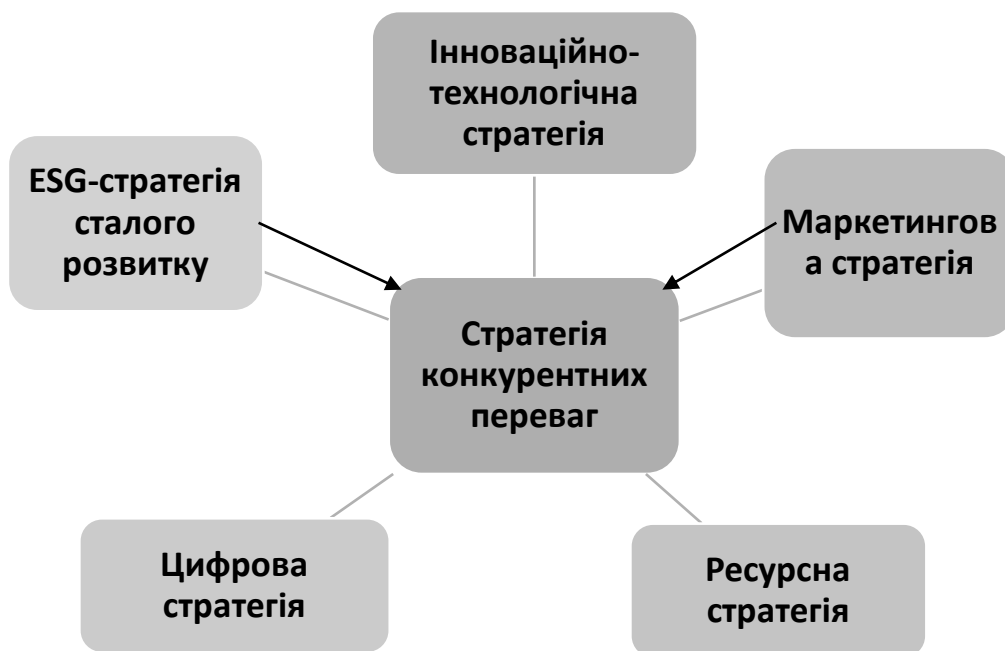 Інноваційно-
технологічна
стратегія
ESG-стратегія
сталого
розвитку
Маркетингов
а стратегія
Стратегія
конкурентних
переваг
Цифрова
стратегія
Ресурсна
стратегія